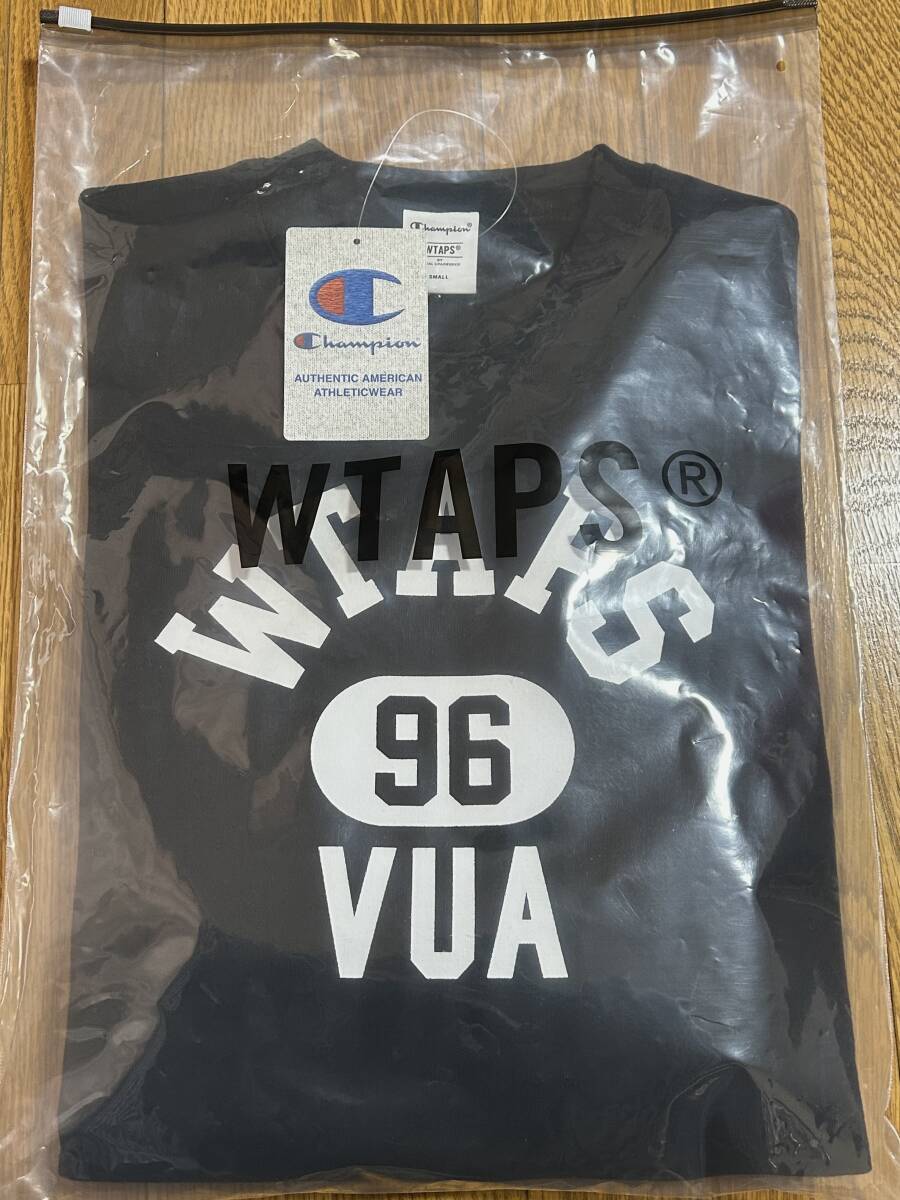 Champion®
WTAPS®
SMALL
Champion
AUTHENTIC AMERICAN
ATHLETICWEAR
WTAPS®
WTAPS
96
VUA